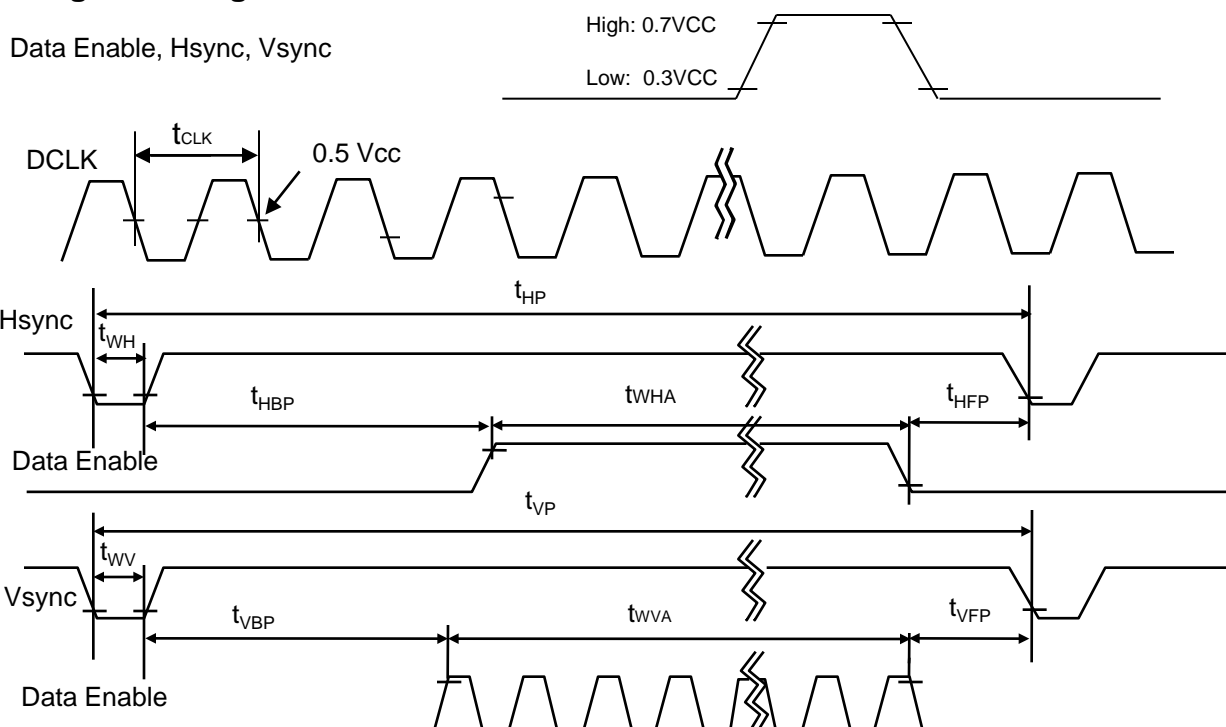 Data Enable, Hsync, Vsync
High: 0.7VCC
Low: 0.3VCC
tCLK
DCLK
0.5 Vcc
tHP
Hsync
tWH
tHBP
tWHA
tHFP
Data Enable
tVP
tWV
Vsync
tVBP
tWVA
tVFP
Data Enable